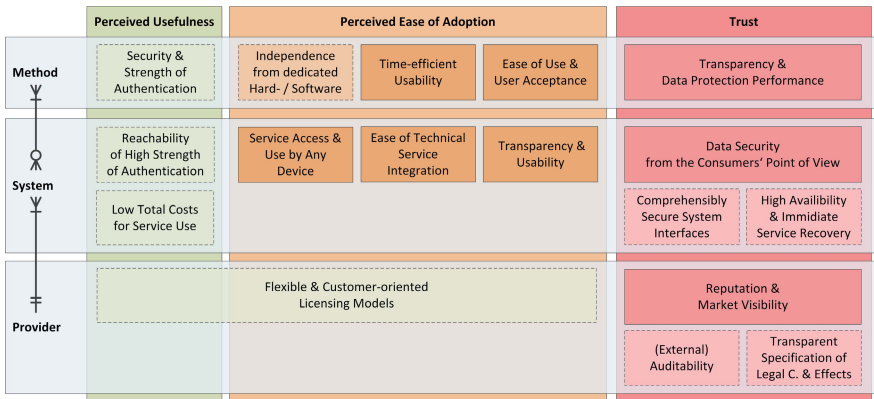 Perceived Usefulness
Perceived Ease of Adoption
Trust
Method
Security &
Strength of
Authentication
Independence
from dedicated
Hard- / Software
Time-efficient
Usability
Ease of Use &
User Acceptance
Transparency &
Data Protection Performance
System
Reachability
of High Strength
of Authentication
Service Access &
Use by Any
Device
Ease of Technical
Service
Integration
Transparency &
Usability
Data Security
from the Consumers‘ Point of View
Low Total Costs
for Service Use
Comprehensibly
Secure System
Interfaces
High Availibility
& Immidiate
Service Recovery
Provider
Flexible & Customer-oriented
Licensing Models
Reputation &
Market Visibility
(External)
Auditability
Transparent
Specification of
Legal C. & Effects